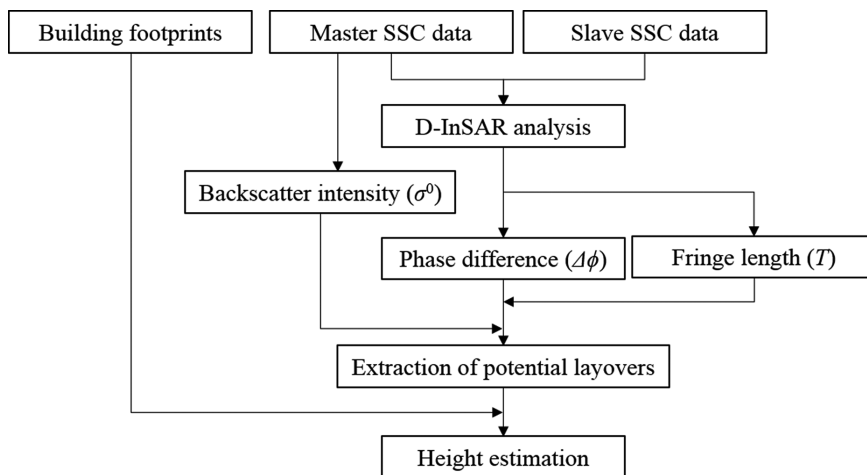 Building footprints
Master SSC data
Slave SSC data
D-InSAR analysis
Backscatter intensity (σ⁰)
Phase difference (Δϕ)
Fringe length (T)
Extraction of potential layovers
Height estimation